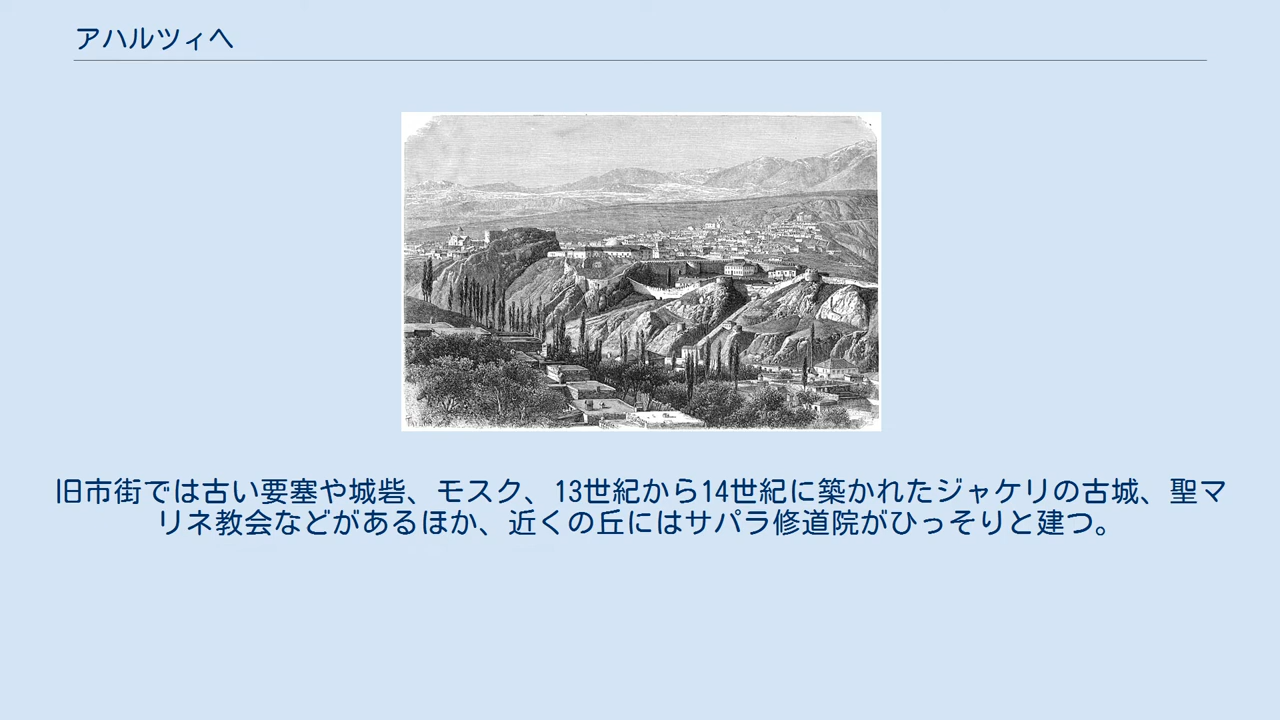 アハルツィヘ
旧市街では古い要塞や城砦、モスク、13世紀から14世紀に築かれたジャケリの古城、聖マ
リネ教会などがあるほか、近くの丘にはサパラ修道院がひっそりと建つ。